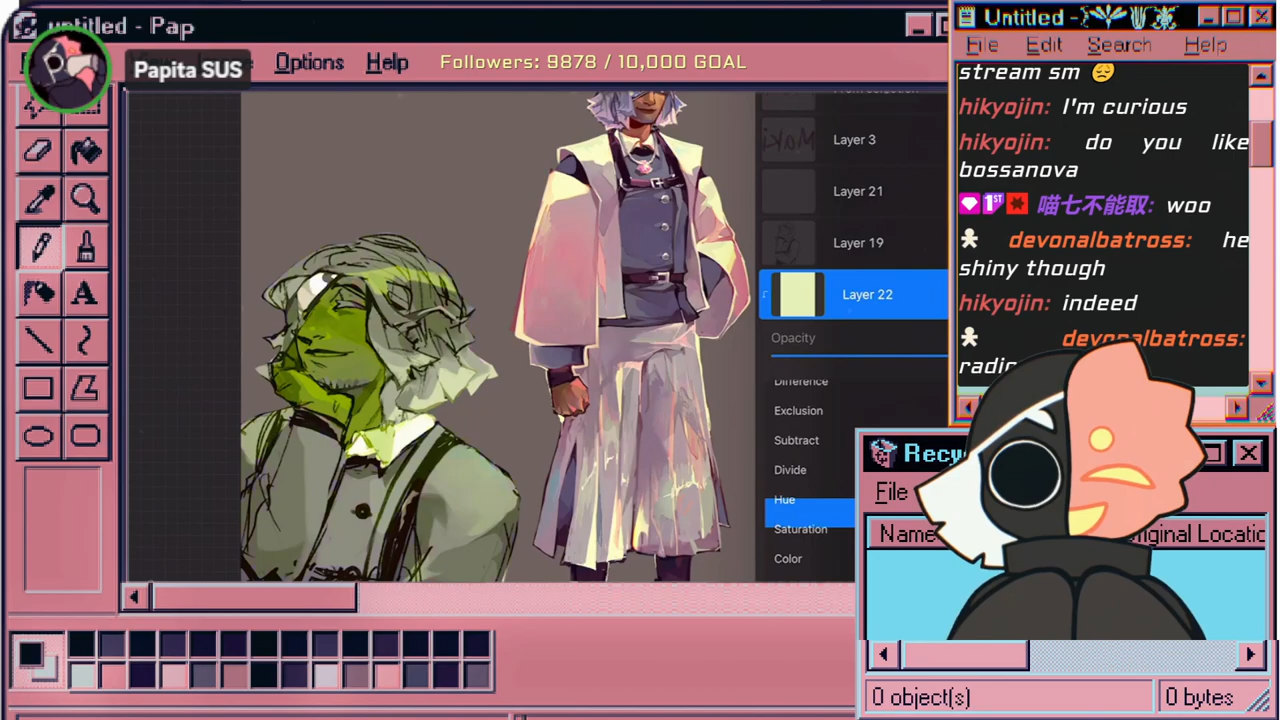 untitled - Pap
Papita SUS
Options
Help
Followers: 9878 / 10,000 GOAL
Layer 3
Layer 21
Layer 19
Layer 22
Opacity
Difference
Exclusion
Subtract
Divide
Hue
Saturation
Color
A
Untitled -
File Edit Search Help
stream sm 😔
hikyojin: I'm curious
hikyojin: do you like
bossanova
1ST 喵七不能取: woo
devonalbatross: he
shiny though
hikyojin: indeed
devonalbatross:
Recyc
File
Name
riginal Locatio
0 object(s)
0 bytes